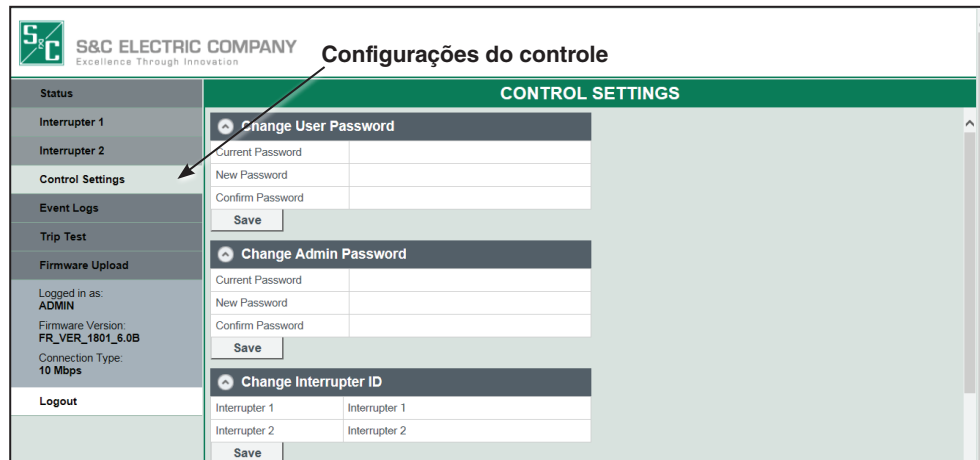 S&C
S&C ELECTRIC COMPANY
Excellence Through Innovation
Configurações do controle
Status
Interrupter 1
Interrupter 2
Control Settings
Event Logs
Trip Test
Firmware Upload
Logged in as:
ADMIN
Firmware Version:
FR_VER_1801_6.0B
Connection Type:
10 Mbps
Logout
CONTROL SETTINGS
Change User Password
Current Password
New Password
Confirm Password
Save
Change Admin Password
Current Password
New Password
Confirm Password
Save
Change Interrupter ID
Interrupter 1 Interrupter 1
Interrupter 2 Interrupter 2
Save